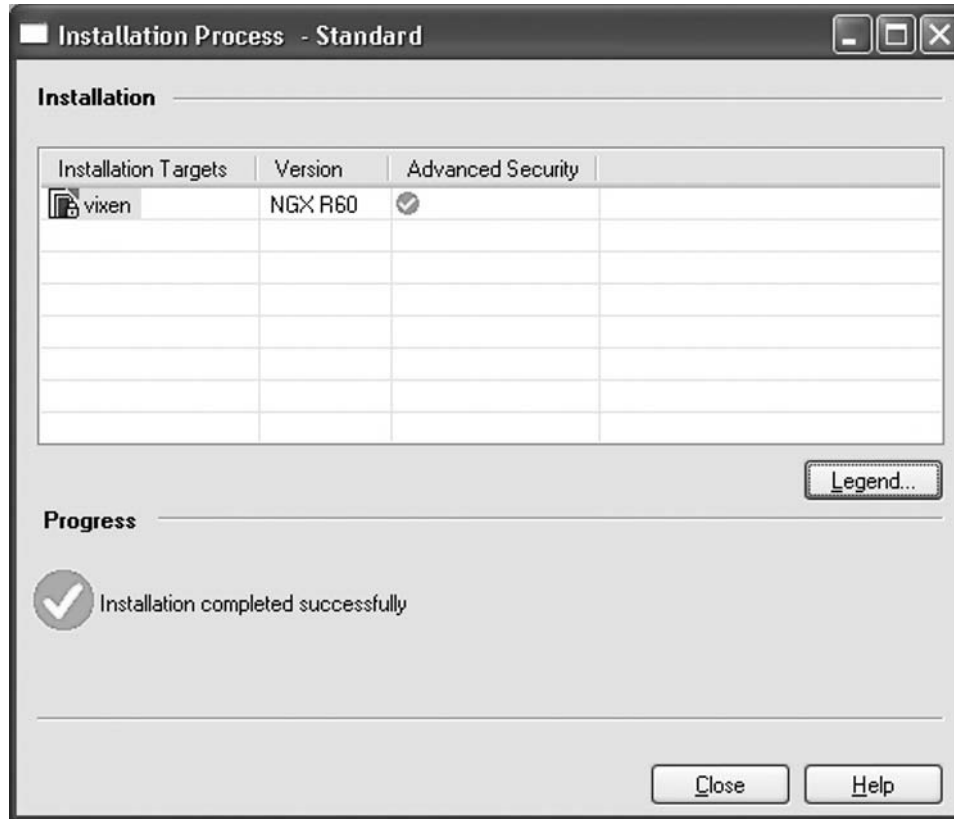 Installation Process - Standard
Installation
Installation Targets Version Advanced Security
vixen NGX R60
Legend...
Progress
Installation completed successfully
Close Help